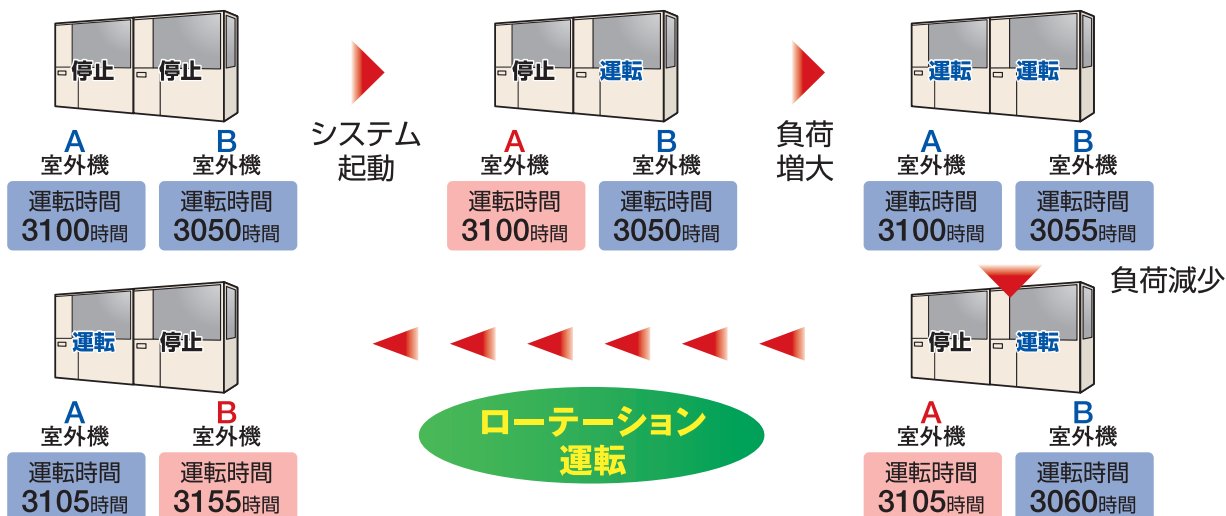 停止 停止
A B
室外機 室外機
運転時間 運転時間
3100時間 3050時間
システム
起動
停止 運転
A B
室外機 室外機
運転時間 運転時間
3100時間 3050時間
負荷
増大
運転 運転
A B
室外機 室外機
運転時間 運転時間
3100時間 3055時間
負荷減少
停止 運転
A B
室外機 室外機
運転時間 運転時間
3105時間 3060時間
ローテーション
運転
運転 停止
A B
室外機 室外機
運転時間 運転時間
3105時間 3155時間